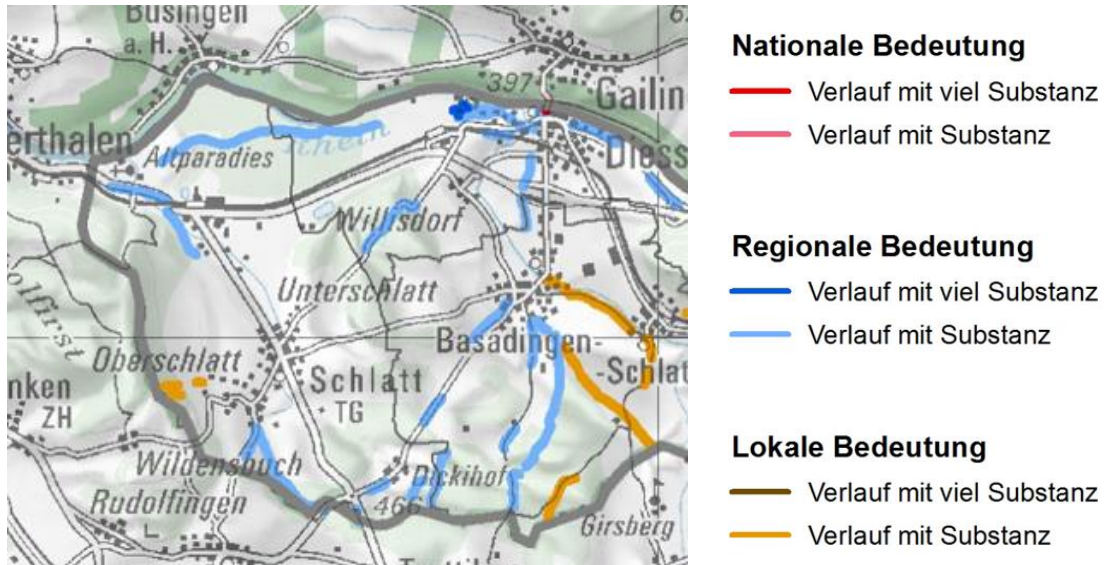 Büsingen
a. H.
397
Gailin
erthalen
Altparadies
Rhein
Diess
Willisdorf
Unterschlatt
Basadingen-
-Schlat
Oberschlatt
nken
ZH
Schlatt
TG
Wildensbuch
Dickihof
Rudolfingen
466
Girsberg
Nationale Bedeutung
Verlauf mit viel Substanz
Verlauf mit Substanz
Regionale Bedeutung
Verlauf mit viel Substanz
Verlauf mit Substanz
Lokale Bedeutung
Verlauf mit viel Substanz
Verlauf mit Substanz